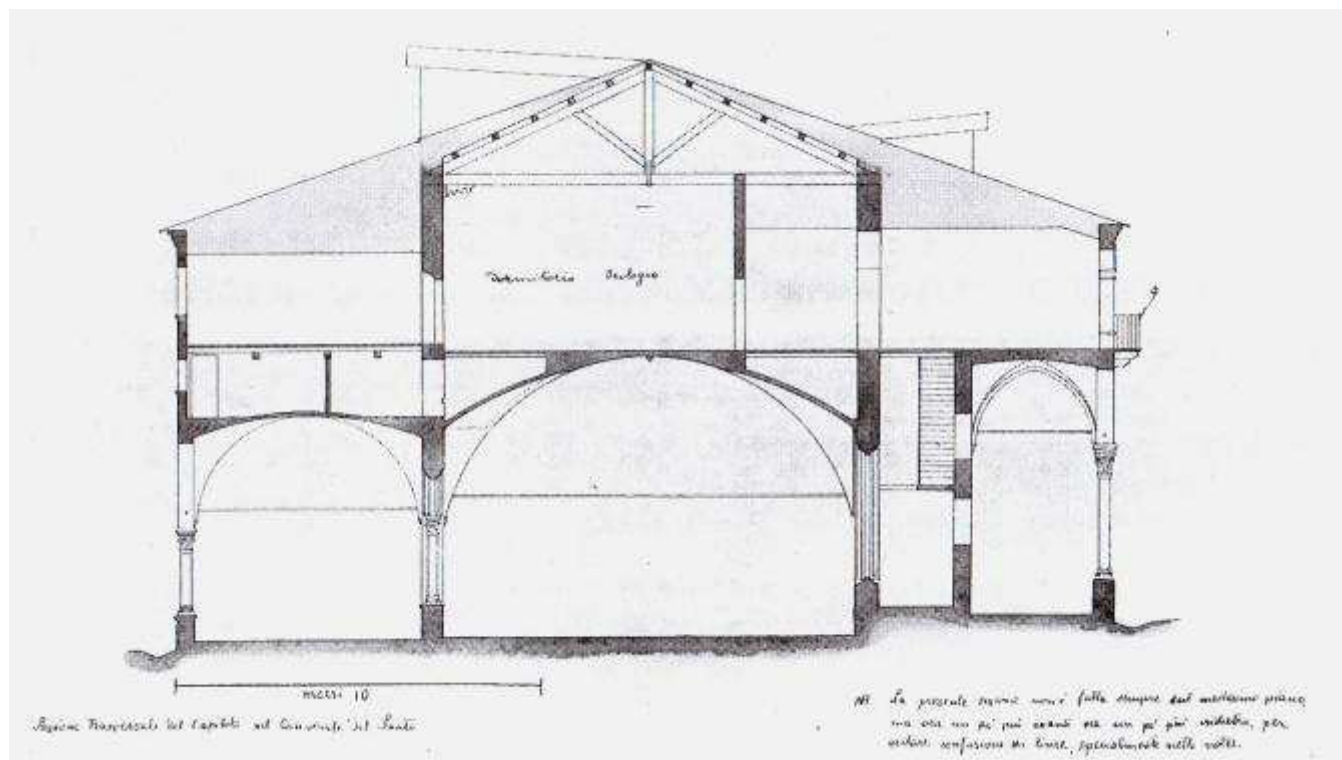 Dormitorio Orologio
metri 10
Sezione Trasversale del Capitolo nel Convento del Santo
NB. La presente sezione non è fatta sempre sul medesimo piano,
ma ora un po' più avanti ora un po' più indietro, per
evitare confusione di linee, specialmente nelle volte.